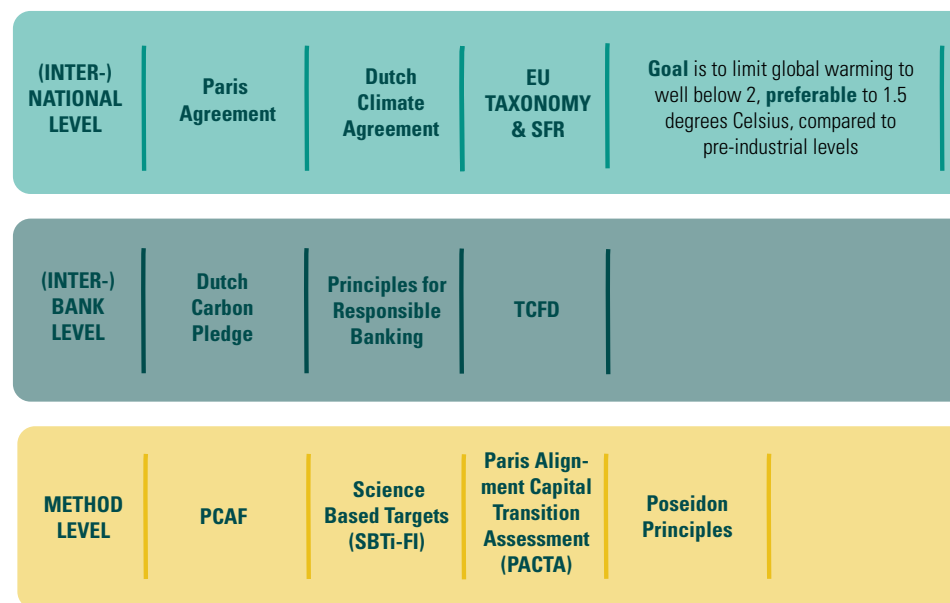 (INTER-)
NATIONAL
LEVEL
Paris
Agreement
Dutch
Climate
Agreement
EU
TAXONOMY
& SFR
Goal is to limit global warming to
well below 2, preferable to 1.5
degrees Celsius, compared to
pre-industrial levels
(INTER-)
BANK
LEVEL
Dutch
Carbon
Pledge
Principles for
Responsible
Banking
TCFD
METHOD
LEVEL
PCAF
Science
Based Targets
(SBTi-FI)
Paris Align-
ment Capital
Transition
Assessment
(PACTA)
Poseidon
Principles